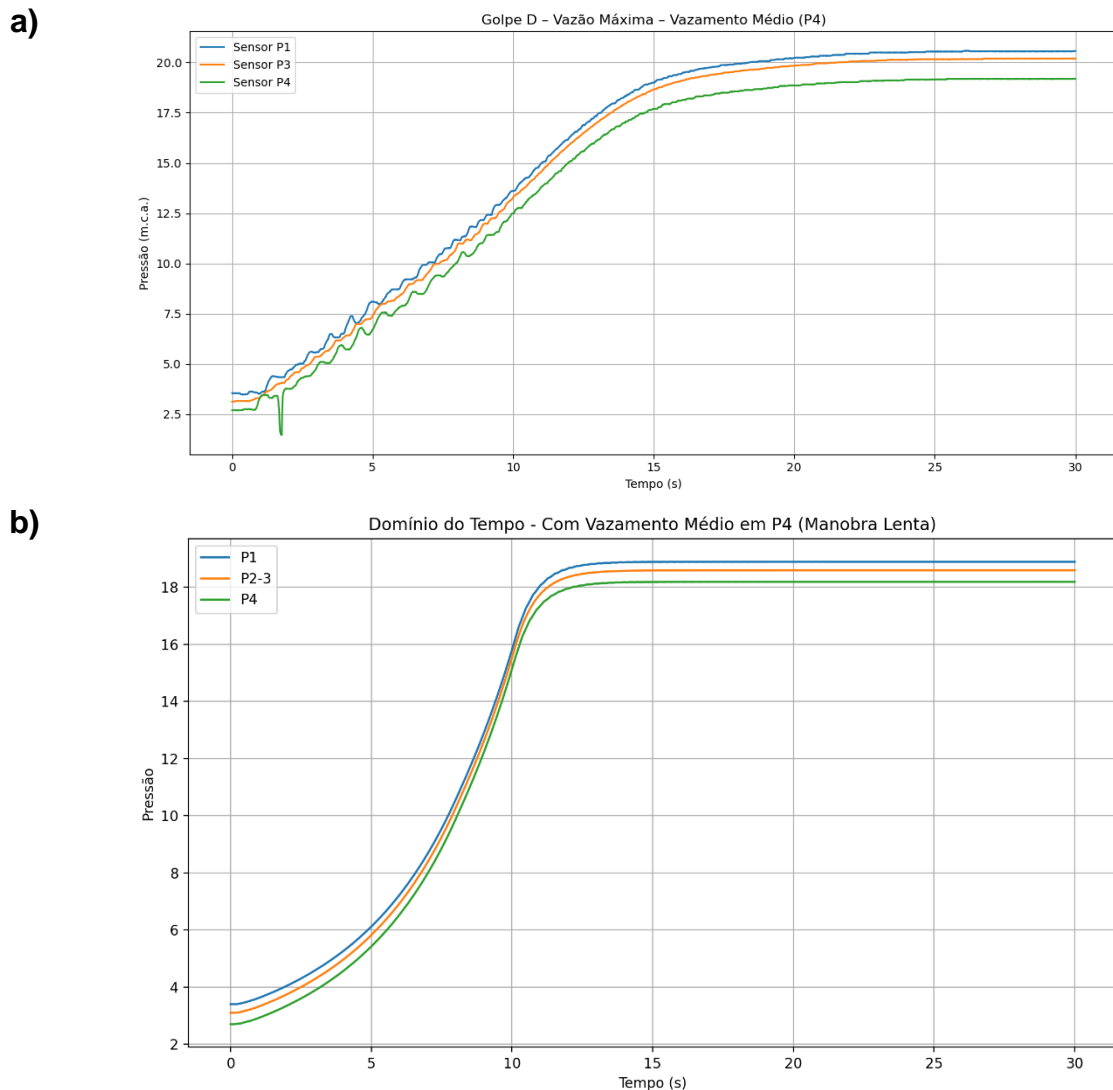 a)
Golpe D – Vazão Máxima – Vazamento Médio (P4)
Sensor P1
Sensor P3
Sensor P4
20.0
17.5
15.0
12.5
10.0
7.5
5.0
2.5
Pressão (m.c.a.)
0 5 10 15 20 25 30
Tempo (s)
b)
Domínio do Tempo - Com Vazamento Médio em P4 (Manobra Lenta)
P1
P2-3
P4
18
16
14
12
10
8
6
4
2
Pressão
0 5 10 15 20 25 30
Tempo (s)